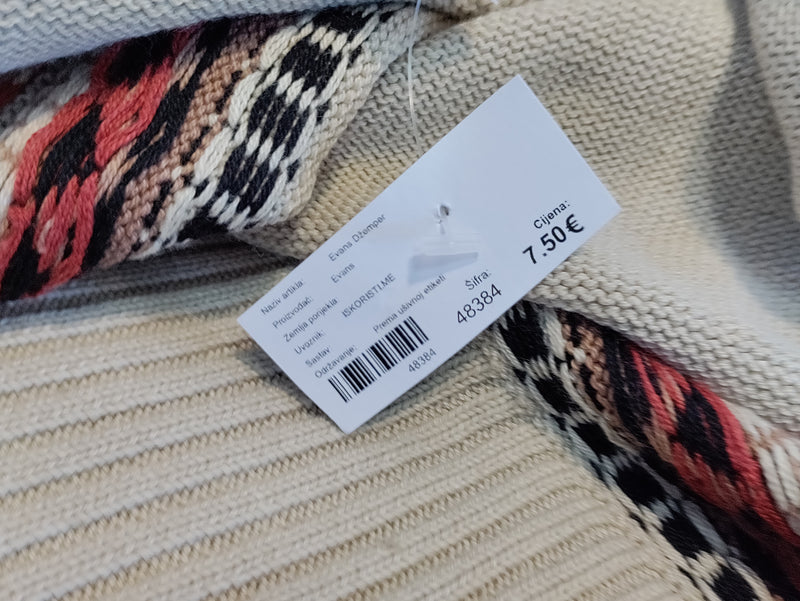 Naziv artikla: Evans Džemper
Proizvođač: Evans
Zemlja porijekla:
Uvoznik: ISKORISTI.ME
Sastav
Održavanje: Prema ušivnoj etiketi
48384
Šifra:
48384
Cijena:
7.50€